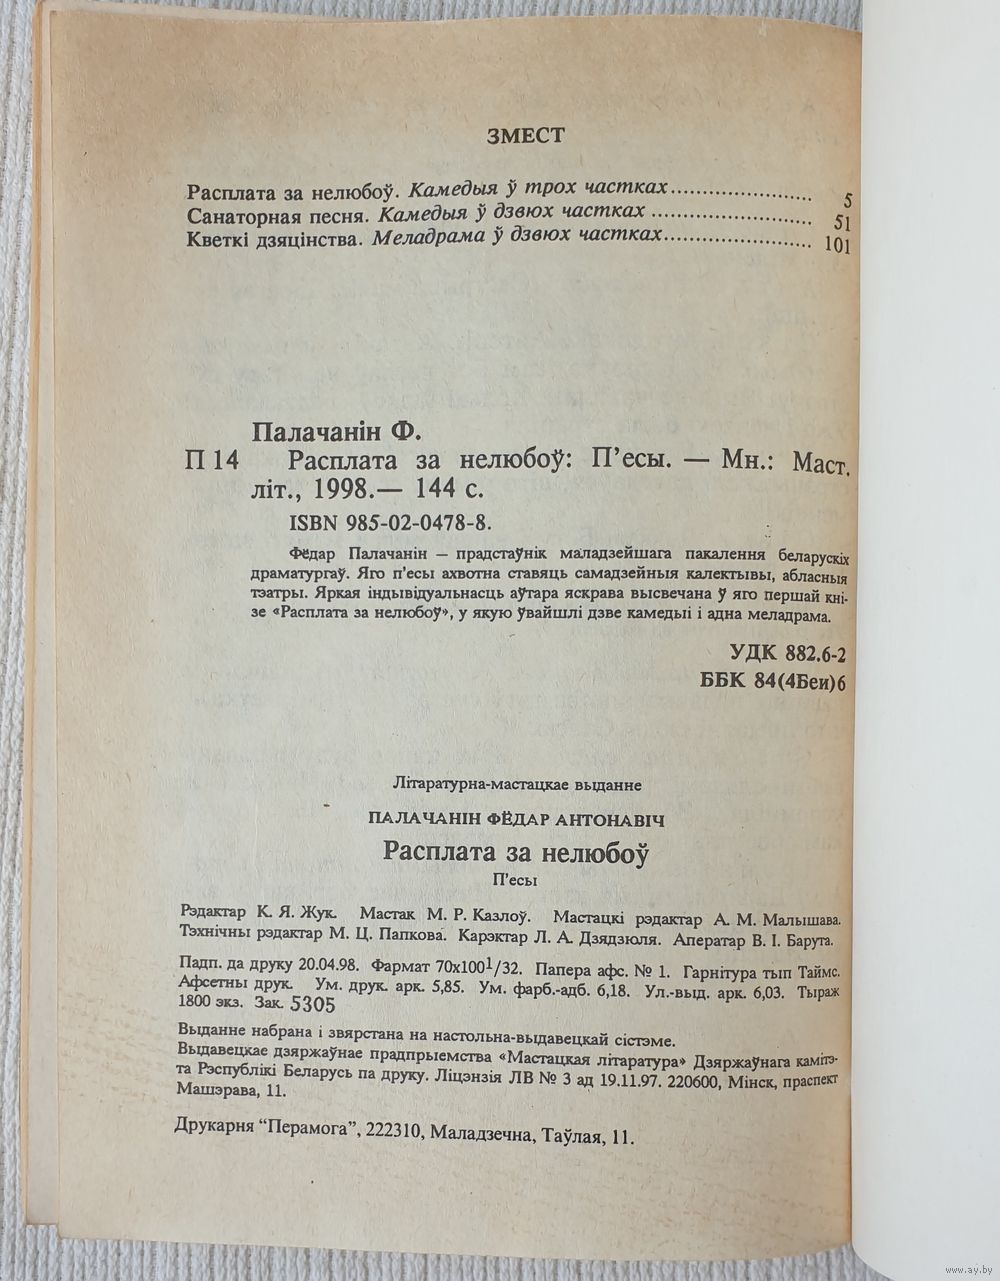 ЗМЕСТ
Расплата за нелюбоў. Камедыя ў трох частках...................... 5
Санаторная песня. Камедыя ў дзвюх частках ......................... 51
Кветкі дзяцінства. Меладрама ў дзвюх частках....................... 101
Палачанін Ф.
П 14 Расплата за нелюбоў: П’есы. — Мн.: Маст.
літ., 1998.— 144 с.
ISBN 985-02-0478-8.
Фёдар Палачанін — прадстаўнік маладзейшага пакалення беларускіх
драматургаў. Яго п’есы ахвотна ставяць самадзейныя калектывы, абласныя
тэатры. Яркая індывідуальнасць аўтара яскрава высвечана ў яго першай кні-
зе «Расплата за нелюбоў», у якую ўвайшлі дзве камедыі і адна меладрама.
УДК 882.6-2
ББК 84(4Беи)6
Літаратурна-мастацкае выданне
ПАЛАЧАНІН ФЁДАР АНТОНАВІЧ
Расплата за нелюбоў
П’есы
Рэдактар К. Я. Жук. Мастак М. Р. Казлоў. Мастацкі рэдактар А. М. Малышава.
Тэхнічны рэдактар М. Ц. Папкова. Карэктар Л. А. Дзядзюля. Аператар В. І. Барута.
Падп. да друку 20.04.98. Фармат 70х100¹/32. Папера афс. № 1. Гарнітура тып Таймс.
Афсетны друк. Ум. друк. арк. 5,85. Ум. фарб.-адб. 6,18. Ул.-выд. арк. 6,03. Тыраж
1800 экз. Зак. 5305
Выданне набрана і звярстана на настольна-выдавецкай сістэме.
Выдавецкае дзяржаўнае прадпрыемства «Мастацкая літаратура» Дзяржаўнага камітэ-
та Рэспублікі Беларусь па друку. Ліцэнзія ЛВ № 3 ад 19.11.97. 220600, Мінск, праспект
Машэрава, 11.
Друкарня “Перамога”, 222310, Маладзечна, Таўлая, 11.
www.ay.by